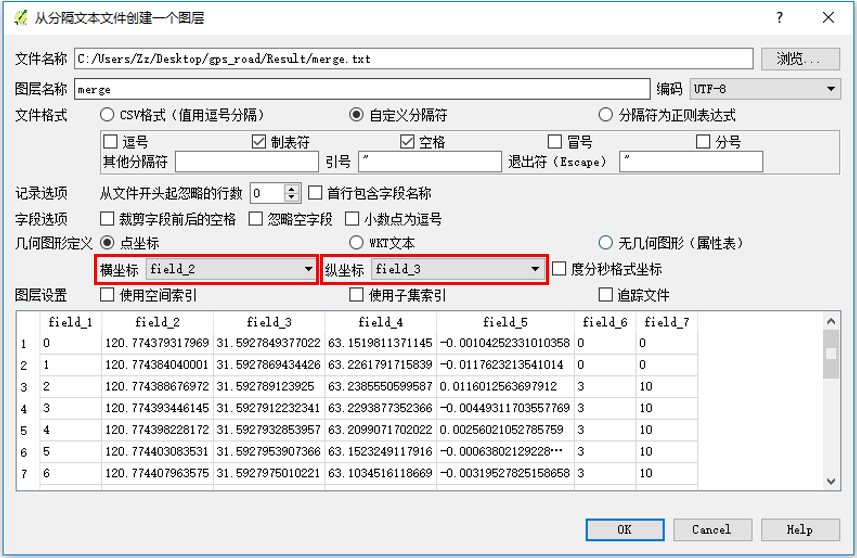 从分隔文本文件创建一个图层
文件名称 C:/Users/Zz/Desktop/gps_road/Result/merge.txt 浏览...
图层名称 merge 编码 UTF-8
文件格式 CSV格式（值用逗号分隔） 自定义分隔符 分隔符为正则表达式
逗号 制表符 空格 冒号 分号
其他分隔符 引号 " 退出符（Escape） "
记录选项 从文件开头起忽略的行数 0 首行包含字段名称
字段选项 裁剪字段前后的空格 忽略空字段 小数点为逗号
几何图形定义 点坐标 WKT文本 无几何图形（属性表）
横坐标 field_2 纵坐标 field_3 度分秒格式坐标
图层设置 使用空间索引 使用子集索引 追踪文件
field_1 field_2 field_3 field_4 field_5 field_6 field_7
1 0 120.774379317969 31.5927849377022 63.1519811371145 -0.00104252331010358 0 0
2 1 120.774384040001 31.5927869434426 63.2261791715839 -0.0117623213541014 0 0
3 2 120.774388676972 31.592789123925 63.2385550599587 0.0116012563697912 3 10
4 3 120.774393446145 31.5927912232341 63.2293877352366 -0.00449311703557769 3 10
5 4 120.774398228172 31.5927932853957 63.2099071702022 0.00256021052785759 3 10
6 5 120.774403083531 31.5927953907366 63.1523249117916 -0.00063802129228… 3 10
7 6 120.774407963575 31.5927975010221 63.1034516118669 -0.00319527825158658 3 10
OK Cancel Help